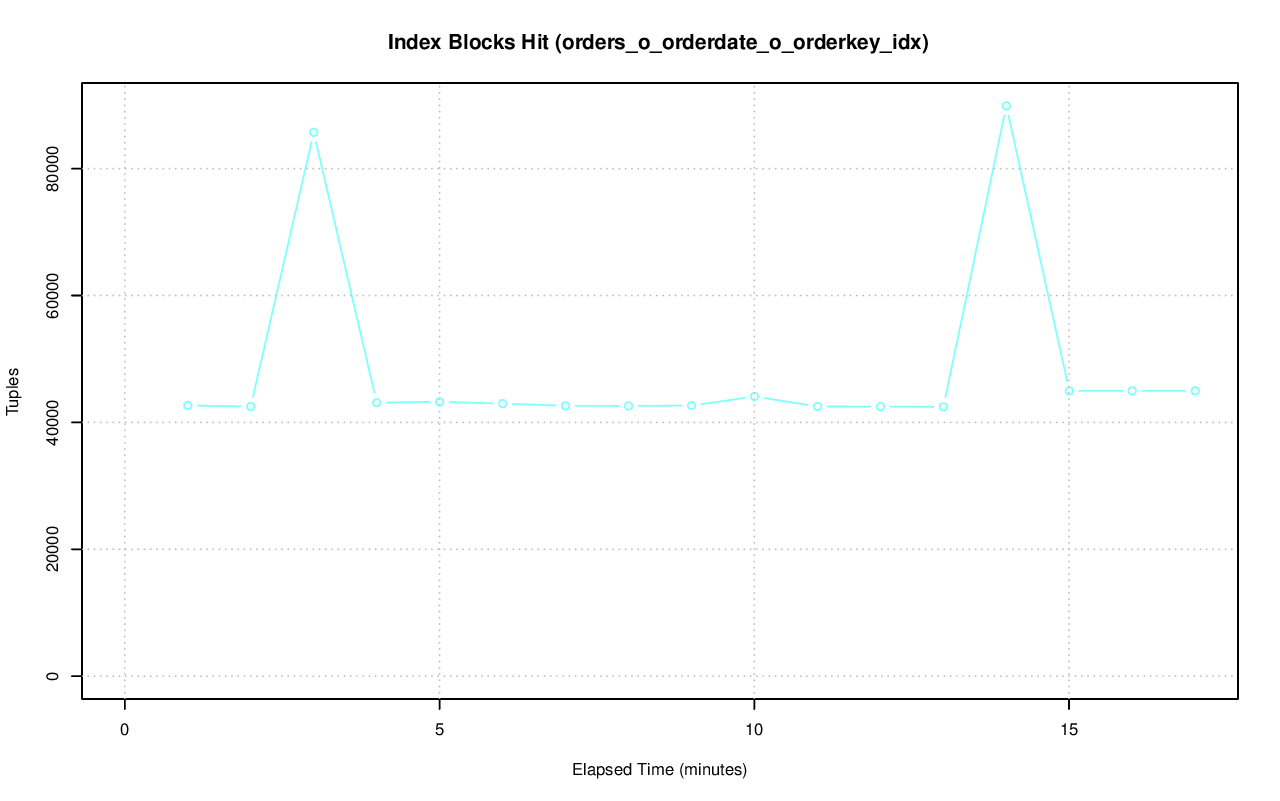 Index Blocks Hit (orders_o_orderdate_o_orderkey_idx)
Tuples
80000
60000
40000
20000
0
0 5 10 15
Elapsed Time (minutes)